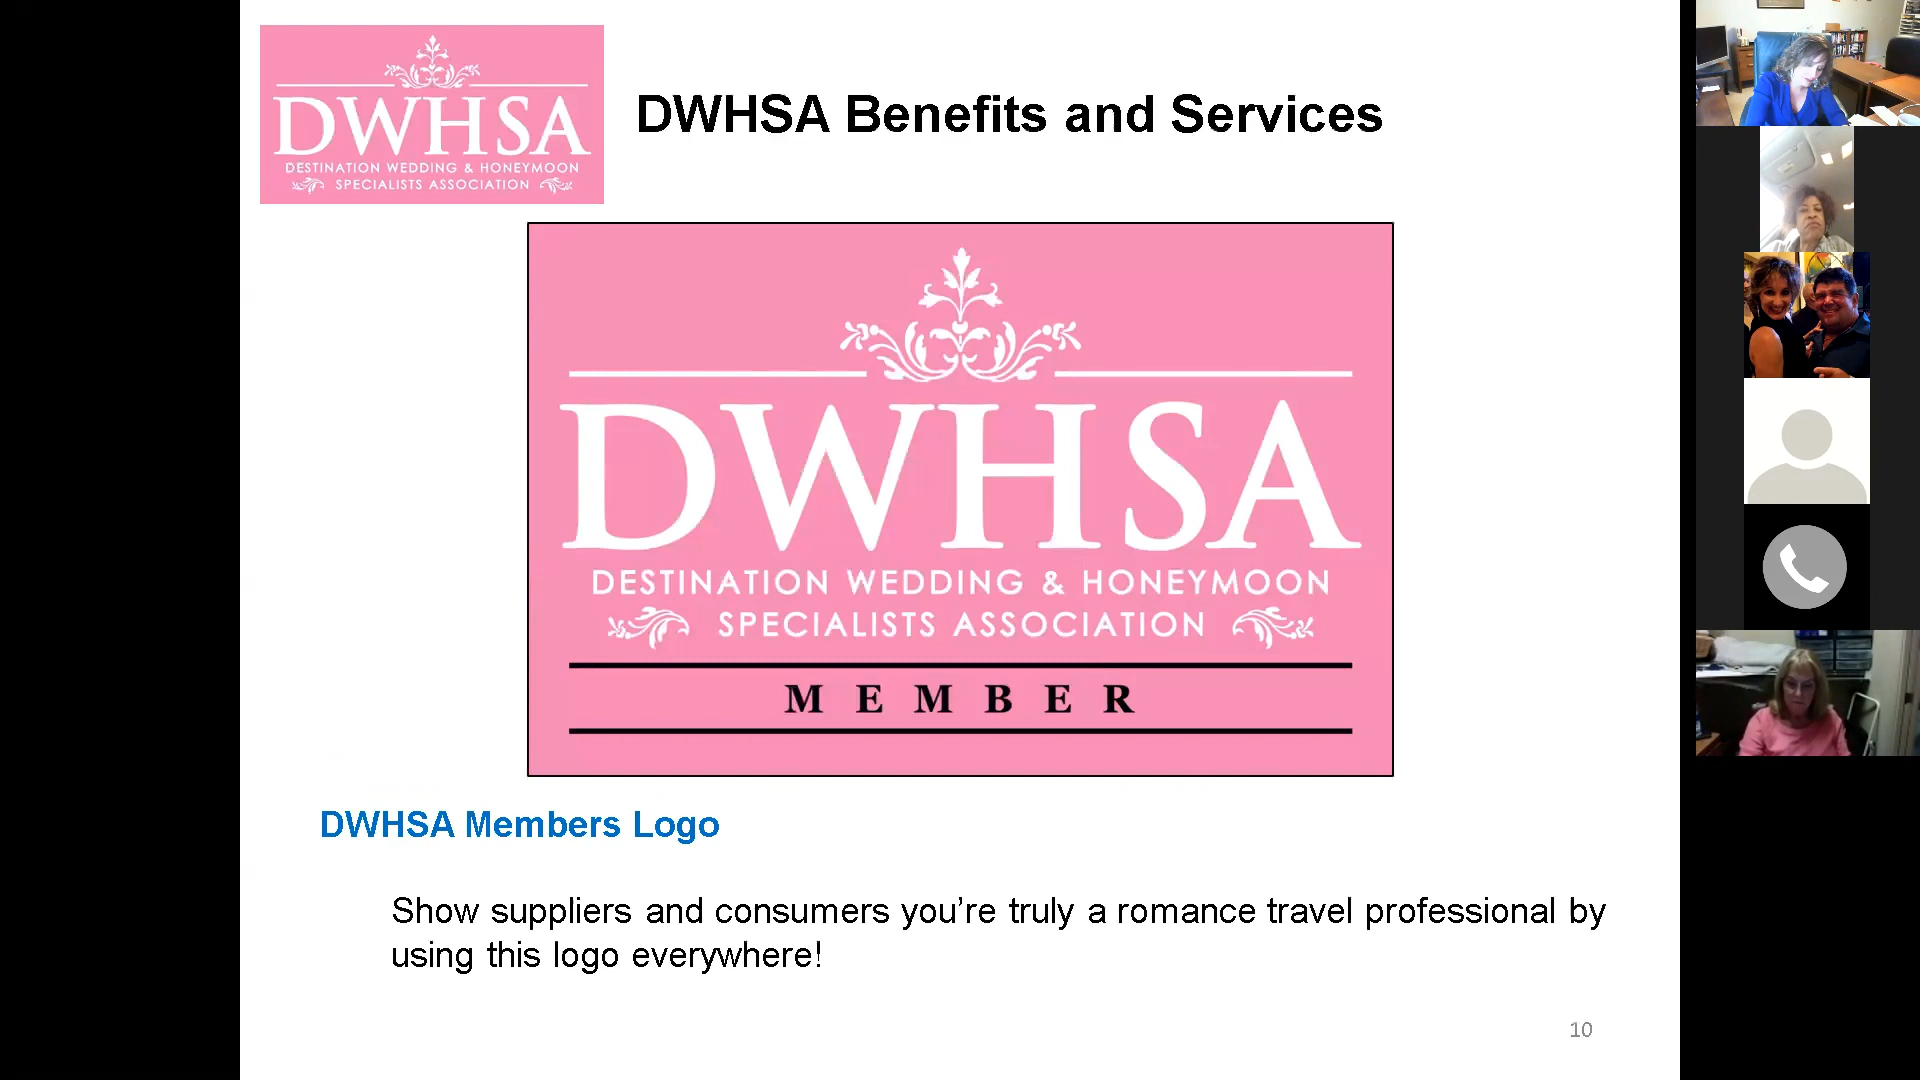 DWHSA
DESTINATION WEDDING & HONEYMOON
SPECIALISTS ASSOCIATION
DWHSA Benefits and Services
DWHSA
DESTINATION WEDDING & HONEYMOON
SPECIALISTS ASSOCIATION
MEMBER
DWHSA Members Logo
Show suppliers and consumers you’re truly a romance travel professional by
using this logo everywhere!
10